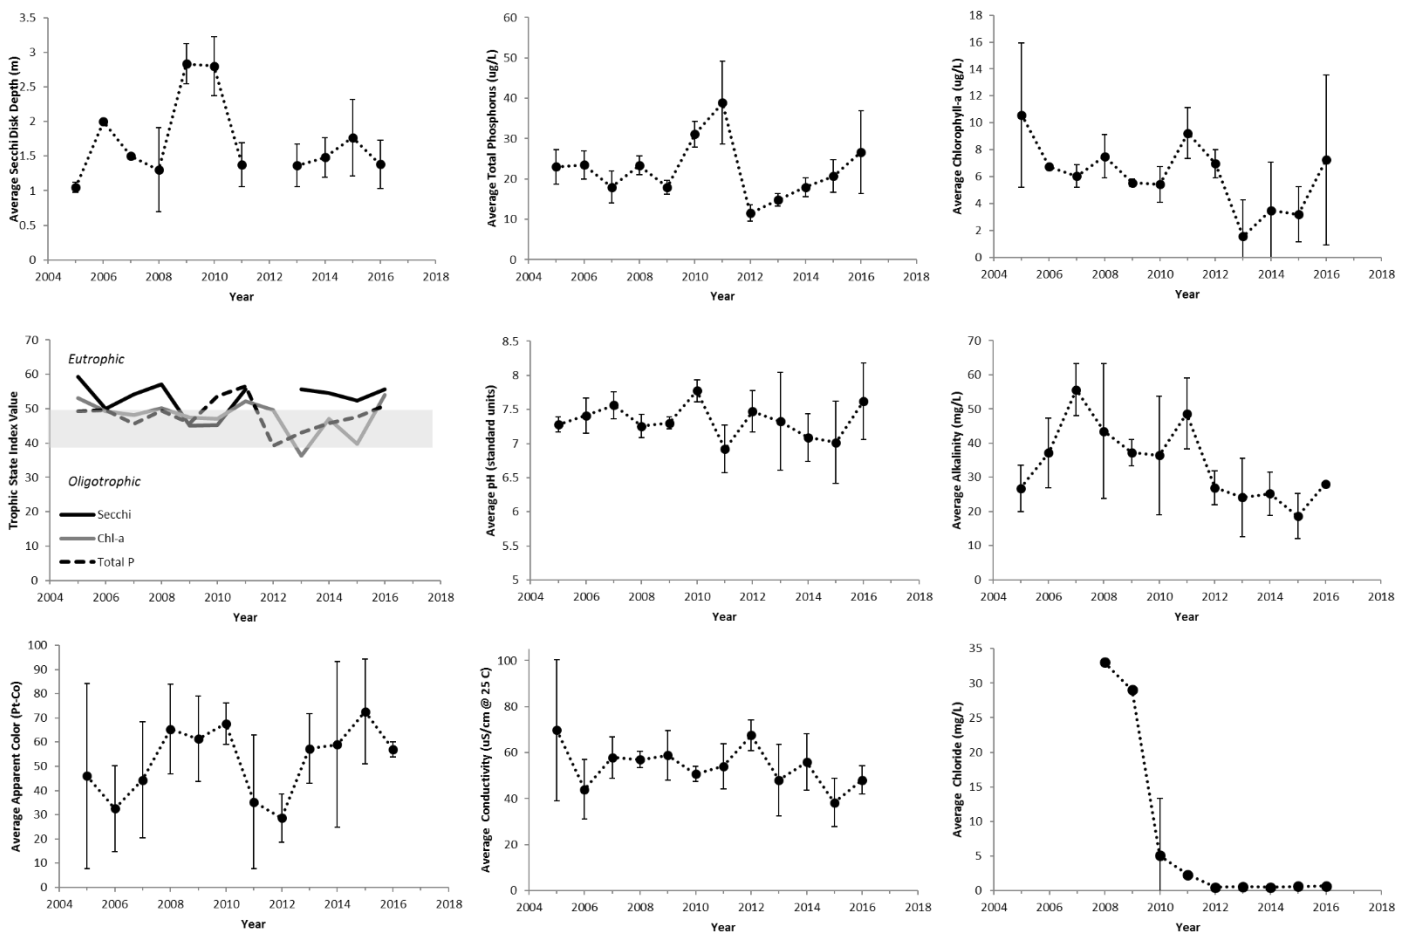 Average Secchi Disk Depth (m)
3.5
3
2.5
2
1.5
1
0.5
0
2004 2006 2008 2010 2012 2014 2016 2018
Year
Average Total Phosphorus (ug/L)
60
50
40
30
20
10
0
2004 2006 2008 2010 2012 2014 2016 2018
Year
Average Chlorophyll-a (ug/L)
18
16
14
12
10
8
6
4
2
0
2004 2006 2008 2010 2012 2014 2016 2018
Year
Trophic State Index Value
70
60
50
40
30
20
10
0
Eutrophic
Oligotrophic
Secchi
Chl-a
Total P
2004 2006 2008 2010 2012 2014 2016 2018
Year
Average pH (standard units)
8.5
8
7.5
7
6.5
6
5.5
5
2004 2006 2008 2010 2012 2014 2016 2018
Year
Average Alkalinity (mg/L)
70
60
50
40
30
20
10
0
2004 2006 2008 2010 2012 2014 2016 2018
Year
Average Apparent Color (Pt-Co)
100
90
80
70
60
50
40
30
20
10
0
2004 2006 2008 2010 2012 2014 2016 2018
Year
Average Conductivity (uS/cm @ 25 C)
100
80
60
40
20
0
2004 2006 2008 2010 2012 2014 2016 2018
Year
Average Chloride (mg/L)
35
30
25
20
15
10
5
0
2004 2006 2008 2010 2012 2014 2016 2018
Year